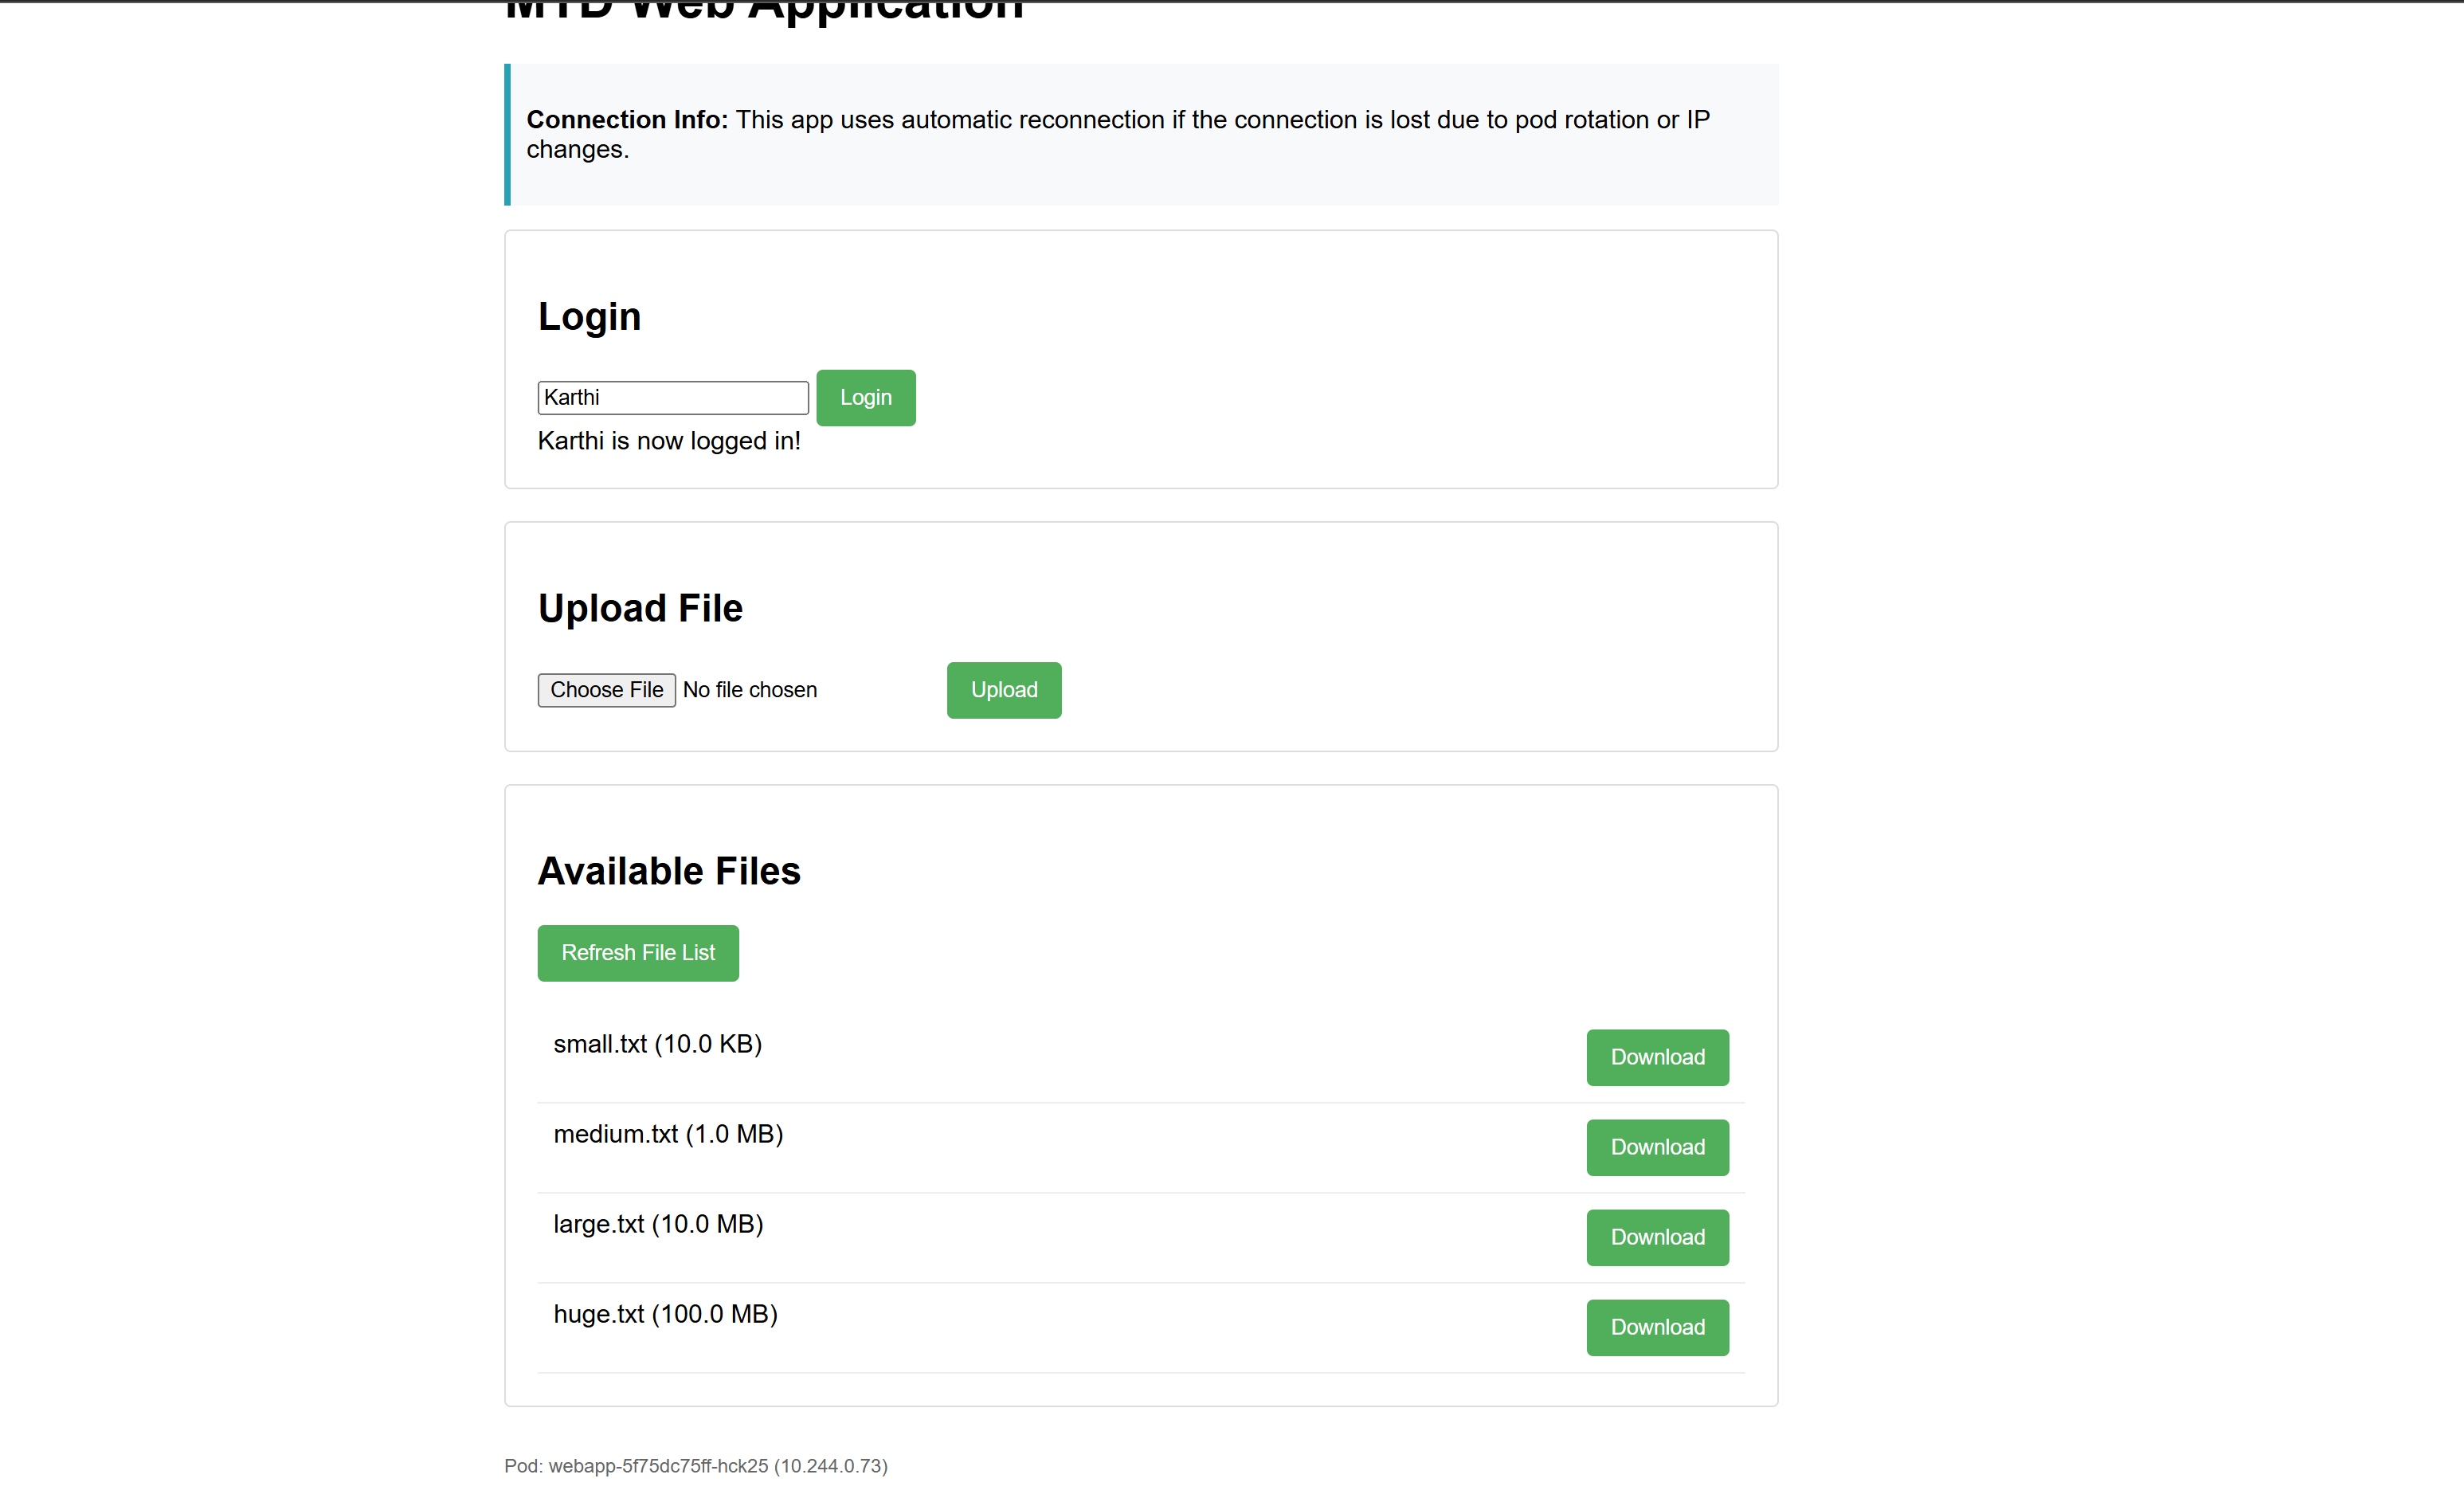 MTD Web Application
Connection Info: This app uses automatic reconnection if the connection is lost due to pod rotation or IP
changes.
Login
Karthi Login
Karthi is now logged in!
Upload File
Choose File No file chosen Upload
Available Files
Refresh File List
small.txt (10.0 KB) Download
medium.txt (1.0 MB) Download
large.txt (10.0 MB) Download
huge.txt (100.0 MB) Download
Pod: webapp-5f75dc75ff-hck25 (10.244.0.73)